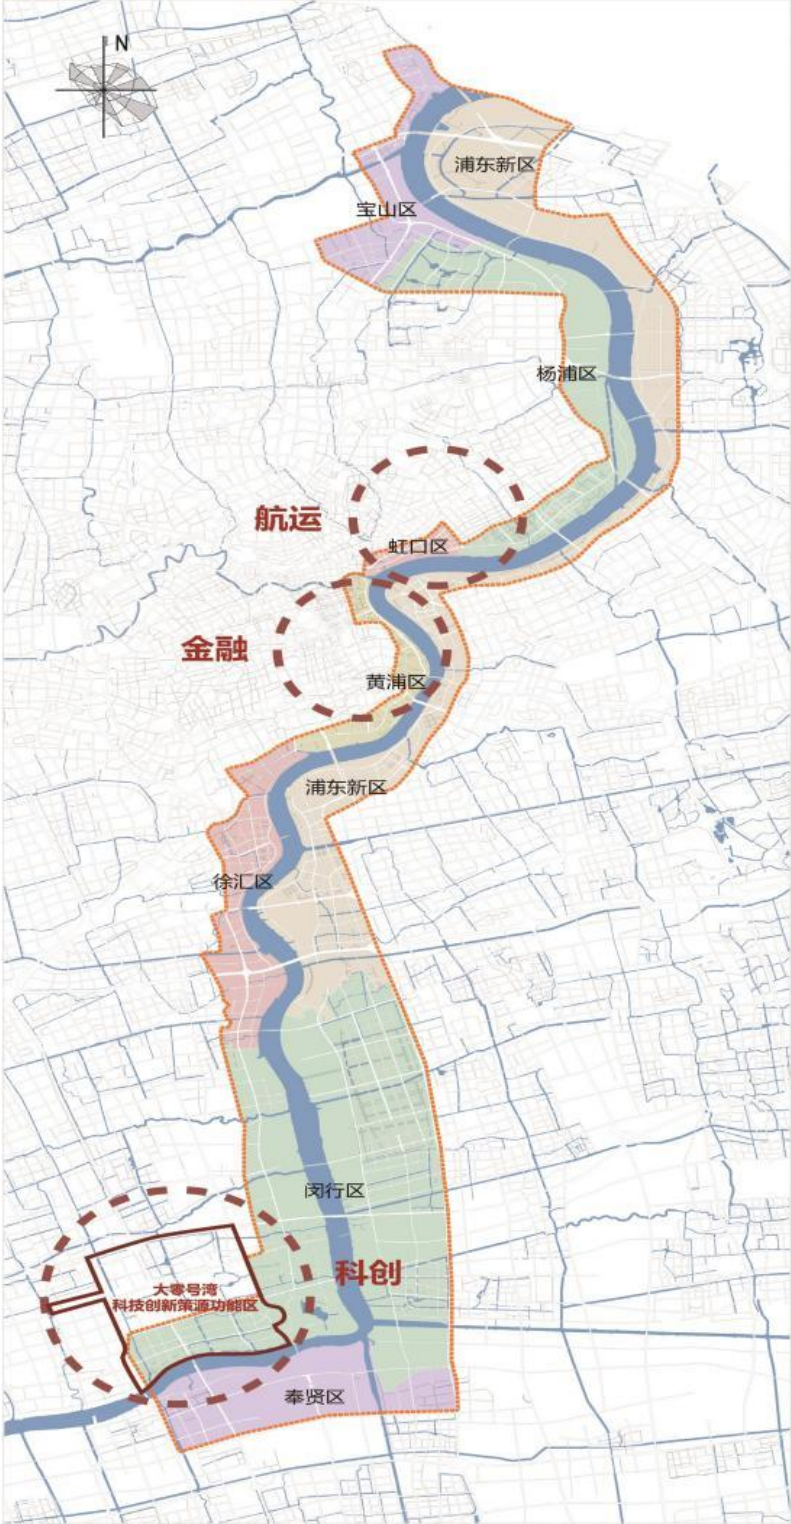 N
浦东新区
宝山区
杨浦区
航运
虹口区
金融
黄浦区
浦东新区
徐汇区
闵行区
科创
大零号湾
科技创新策源功能区
奉贤区